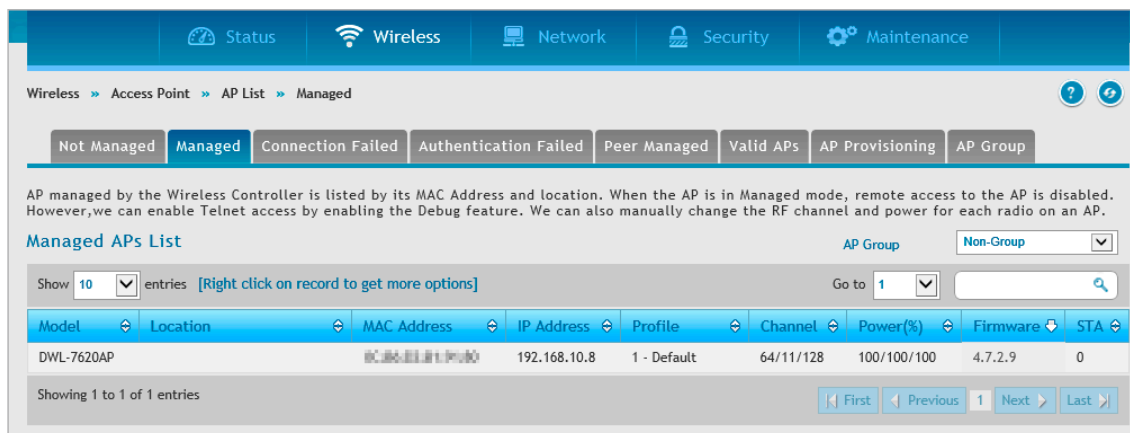 Status Wireless Network Security Maintenance
Wireless » Access Point » AP List » Managed
Not Managed Managed Connection Failed Authentication Failed Peer Managed Valid APs AP Provisioning AP Group
AP managed by the Wireless Controller is listed by its MAC Address and location. When the AP is in Managed mode, remote access to the AP is disabled.
However,we can enable Telnet access by enabling the Debug feature. We can also manually change the RF channel and power for each radio on an AP.
Managed APs List AP Group Non-Group
Show 10 entries [Right click on record to get more options] Go to 1
Model Location MAC Address IP Address Profile Channel Power(%) Firmware STA
DWL-7620AP 192.168.10.8 1 - Default 64/11/128 100/100/100 4.7.2.9 0
Showing 1 to 1 of 1 entries First Previous 1 Next Last